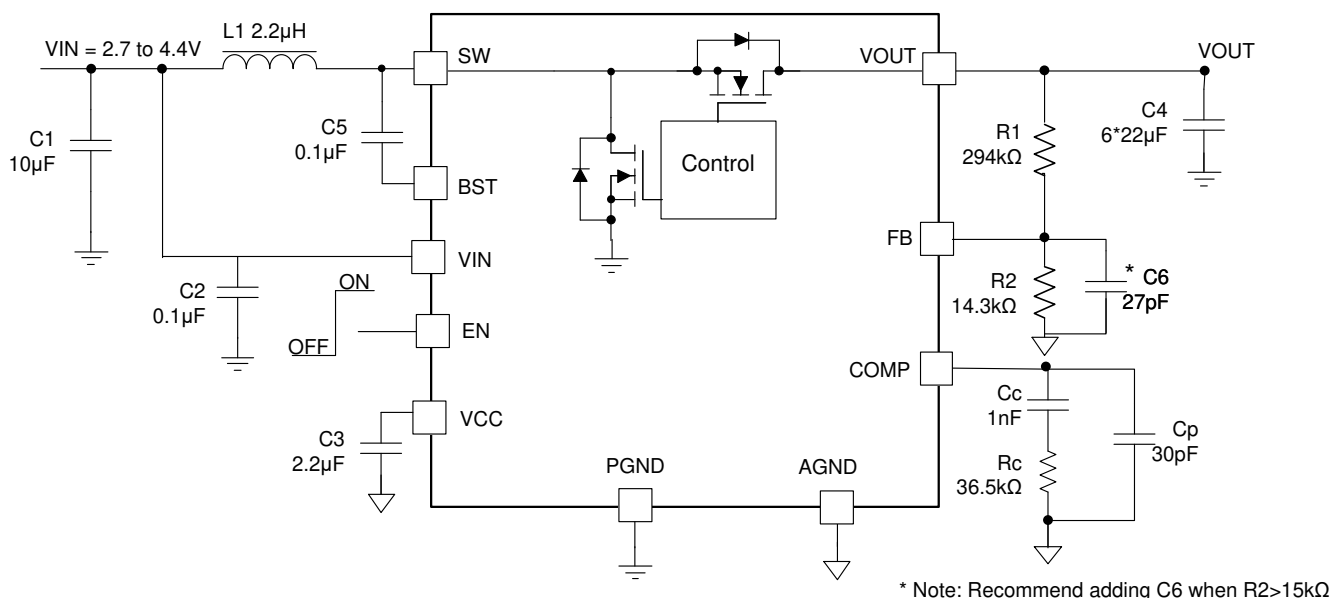 VIN = 2.7 to 4.4V
L1 2.2µH
SW
VOUT
VOUT
C1
10µF
C5
0.1µF
BST
Control
R1
294kΩ
C4
6*22µF
FB
VIN
C2
0.1µF
ON
OFF
EN
R2
14.3kΩ
* C6
27pF
COMP
VCC
C3
2.2µF
Cc
1nF
Cp
30pF
Rc
36.5kΩ
PGND
AGND
* Note: Recommend adding C6 when R2>15kΩ